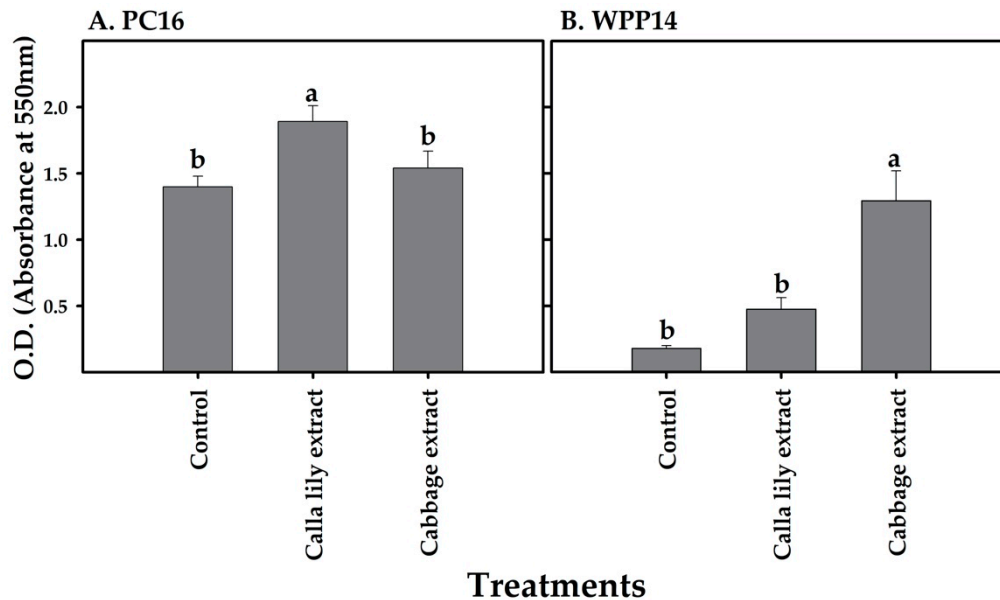 A. PC16
B. WPP14
O.D. (Absorbance at 550nm)
2.0
1.5
1.0
0.5
b
a
b
b
b
a
Control
Calla lily extract
Cabbage extract
Control
Calla lily extract
Cabbage extract
Treatments